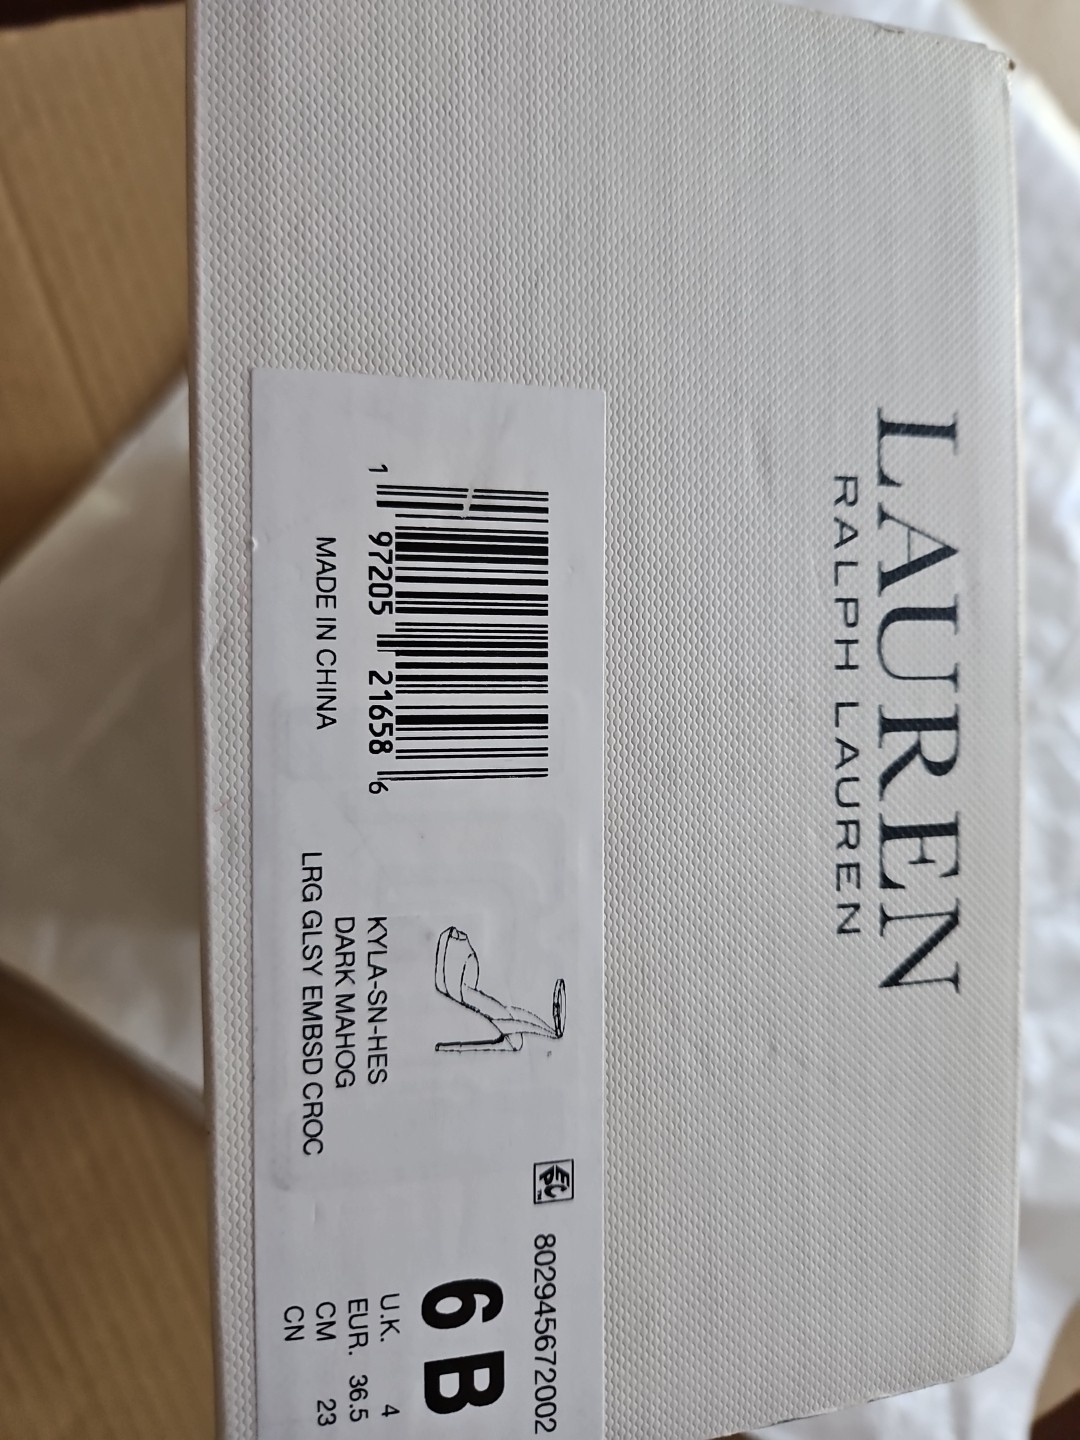 LAUREN
RALPH LAUREN
802945672002
1 97205 21658 6
MADE IN CHINA
KYLA-SN-HES
DARK MAHOG
LRG GLSY EMBSD CROC
6 B
U.K. 4
EUR. 36.5
CM 23
CN